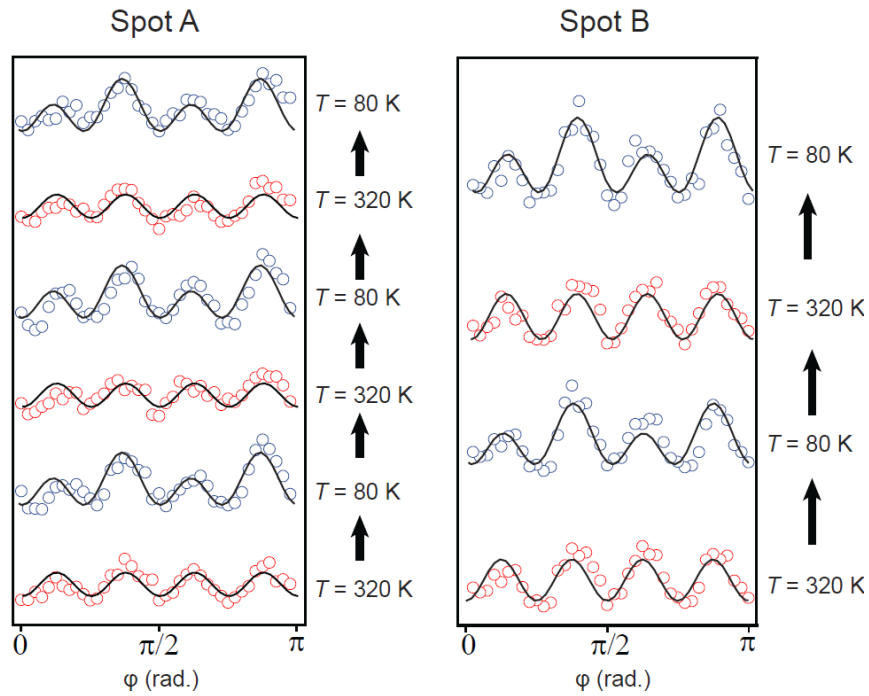 Spot A
T = 80 K
T = 320 K
T = 80 K
T = 320 K
T = 80 K
T = 320 K
0
π/2
π
φ (rad.)
Spot B
T = 80 K
T = 320 K
T = 80 K
T = 320 K
0
π/2
π
φ (rad.)